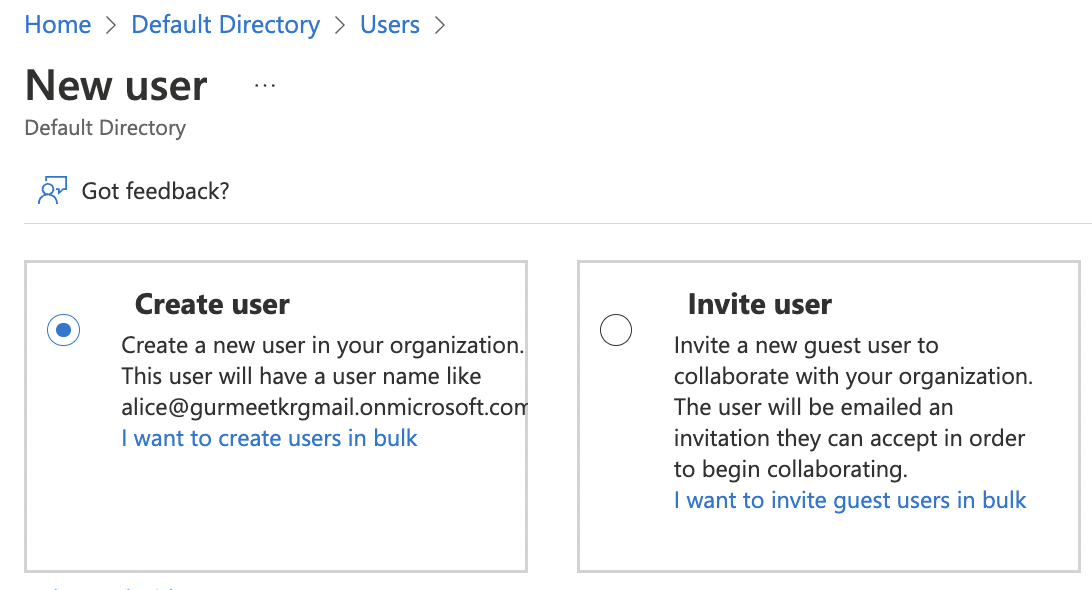 Home > Default Directory > Users >
New user ...
Default Directory
Got feedback?
Create user
Create a new user in your organization.
This user will have a user name like
alice@gurmeetkrgmail.onmicrosoft.com
I want to create users in bulk
Invite user
Invite a new guest user to
collaborate with your organization.
The user will be emailed an
invitation they can accept in order
to begin collaborating.
I want to invite guest users in bulk